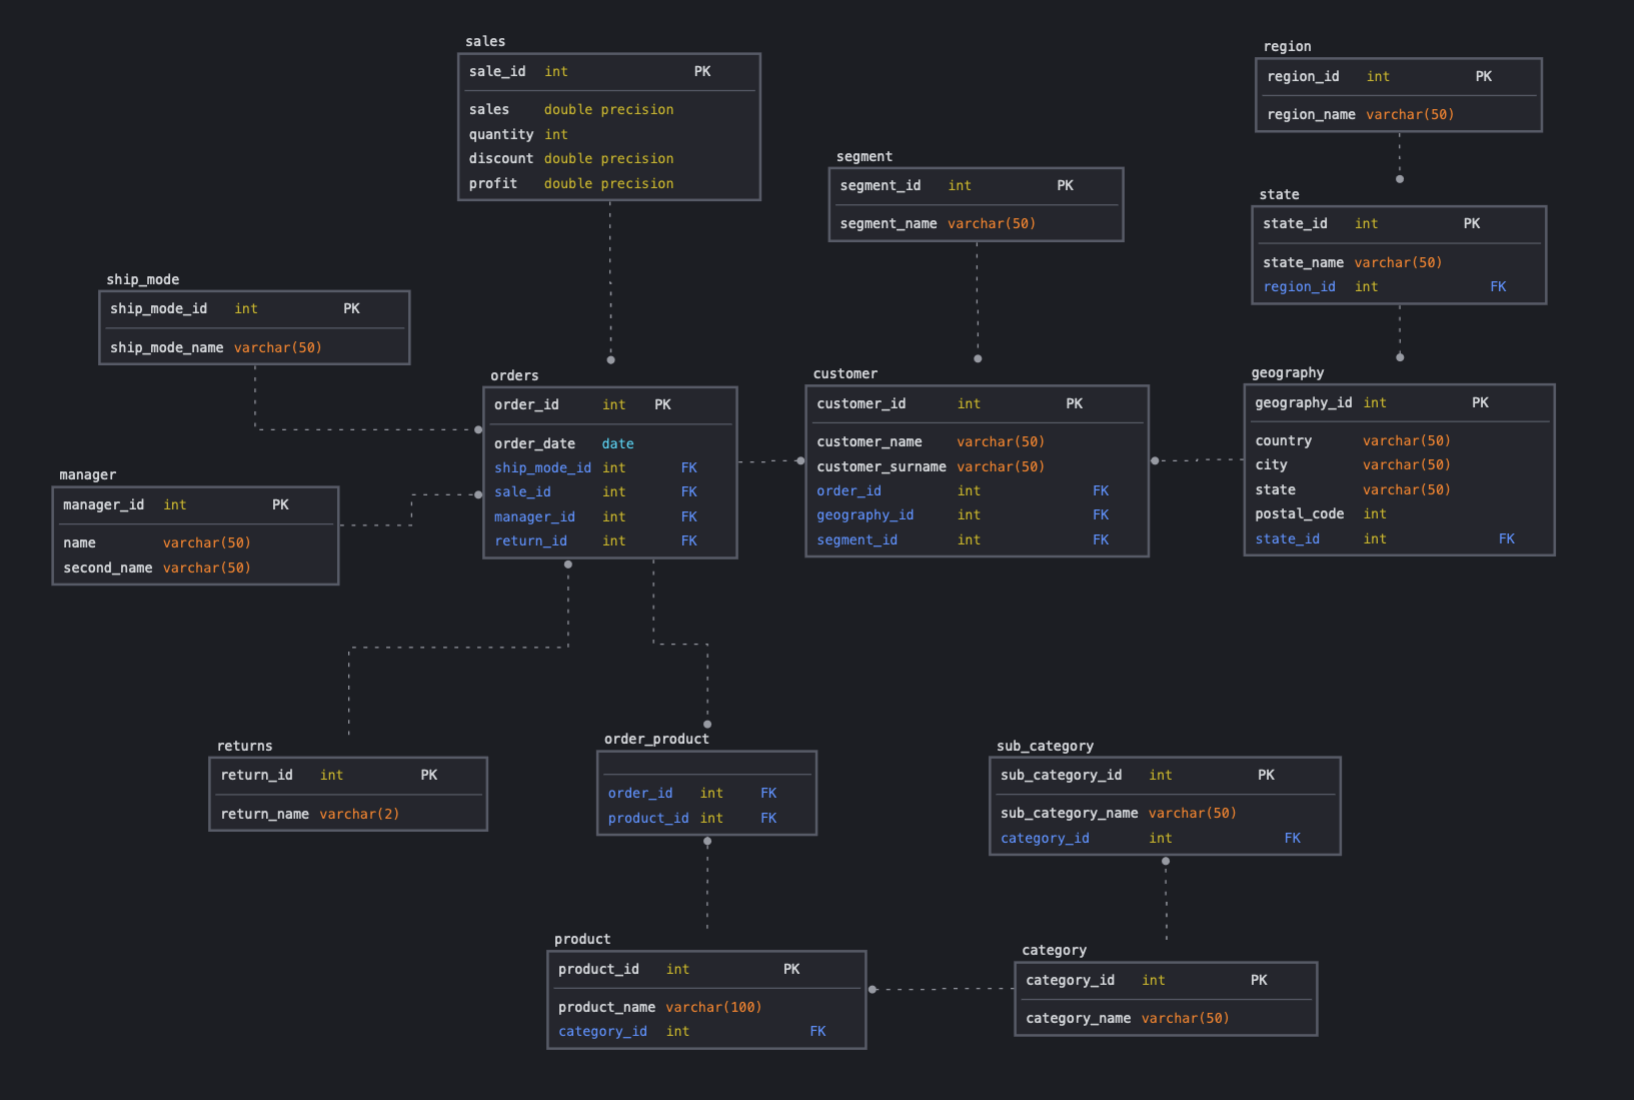 sales
sale_id int PK
sales double precision
quantity int
discount double precision
profit double precision
region
region_id int PK
region_name varchar(50)
segment
segment_id int PK
segment_name varchar(50)
state
state_id int PK
state_name varchar(50)
region_id int FK
ship_mode
ship_mode_id int PK
ship_mode_name varchar(50)
orders
order_id int PK
order_date date
ship_mode_id int FK
sale_id int FK
manager_id int FK
return_id int FK
customer
customer_id int PK
customer_name varchar(50)
customer_surname varchar(50)
order_id int FK
geography_id int FK
segment_id int FK
geography
geography_id int PK
country varchar(50)
city varchar(50)
state varchar(50)
postal_code int
state_id int FK
manager
manager_id int PK
name varchar(50)
second_name varchar(50)
returns
return_id int PK
return_name varchar(2)
order_product
order_id int FK
product_id int FK
sub_category
sub_category_id int PK
sub_category_name varchar(50)
category_id int FK
product
product_id int PK
product_name varchar(100)
category_id int FK
category
category_id int PK
category_name varchar(50)